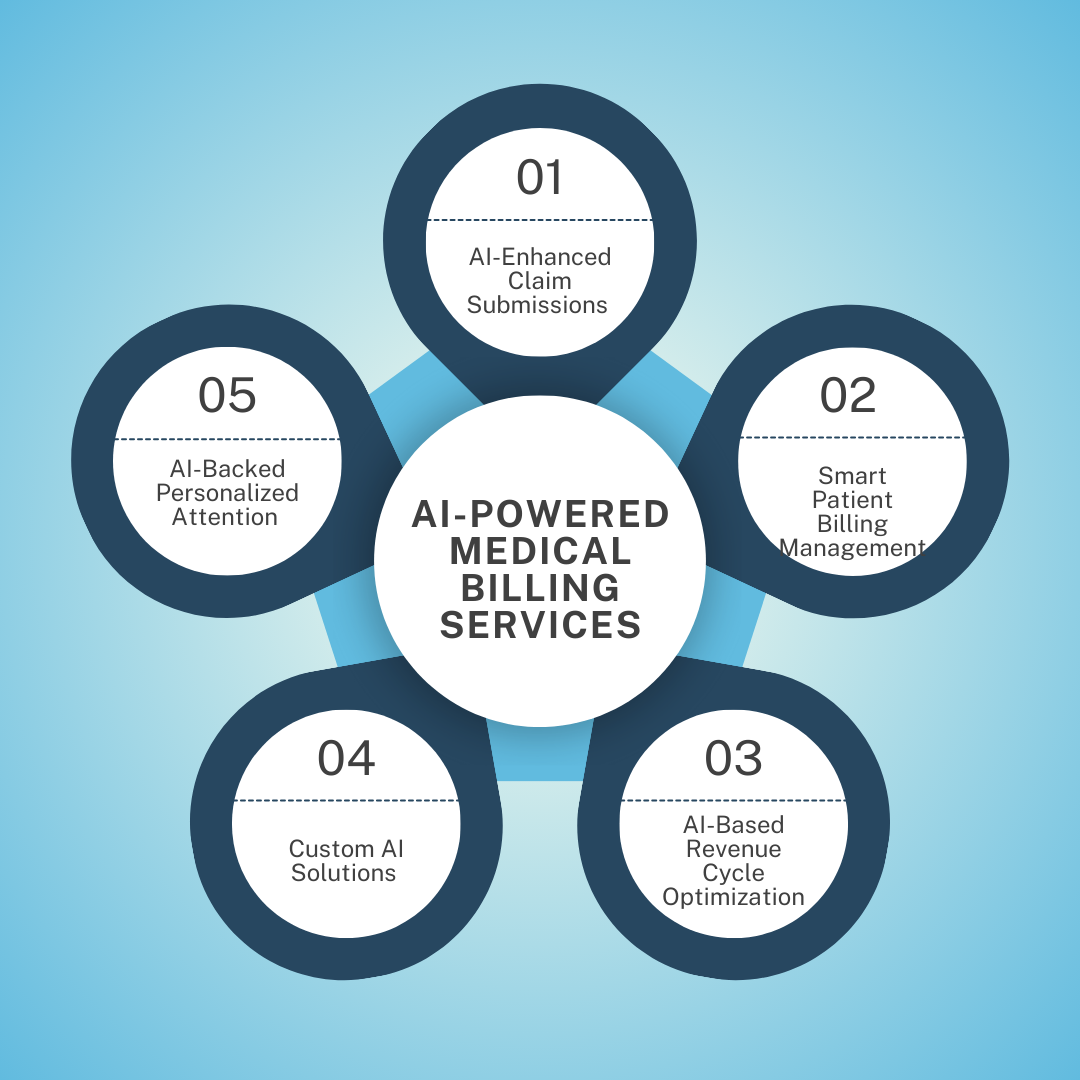 01
AI-Enhanced
Claim
Submissions
02
Smart
Patient
Billing
Management
03
AI-Based
Revenue
Cycle
Optimization
04
Custom AI
Solutions
05
AI-Backed
Personalized
Attention
AI-POWERED
MEDICAL
BILLING
SERVICES